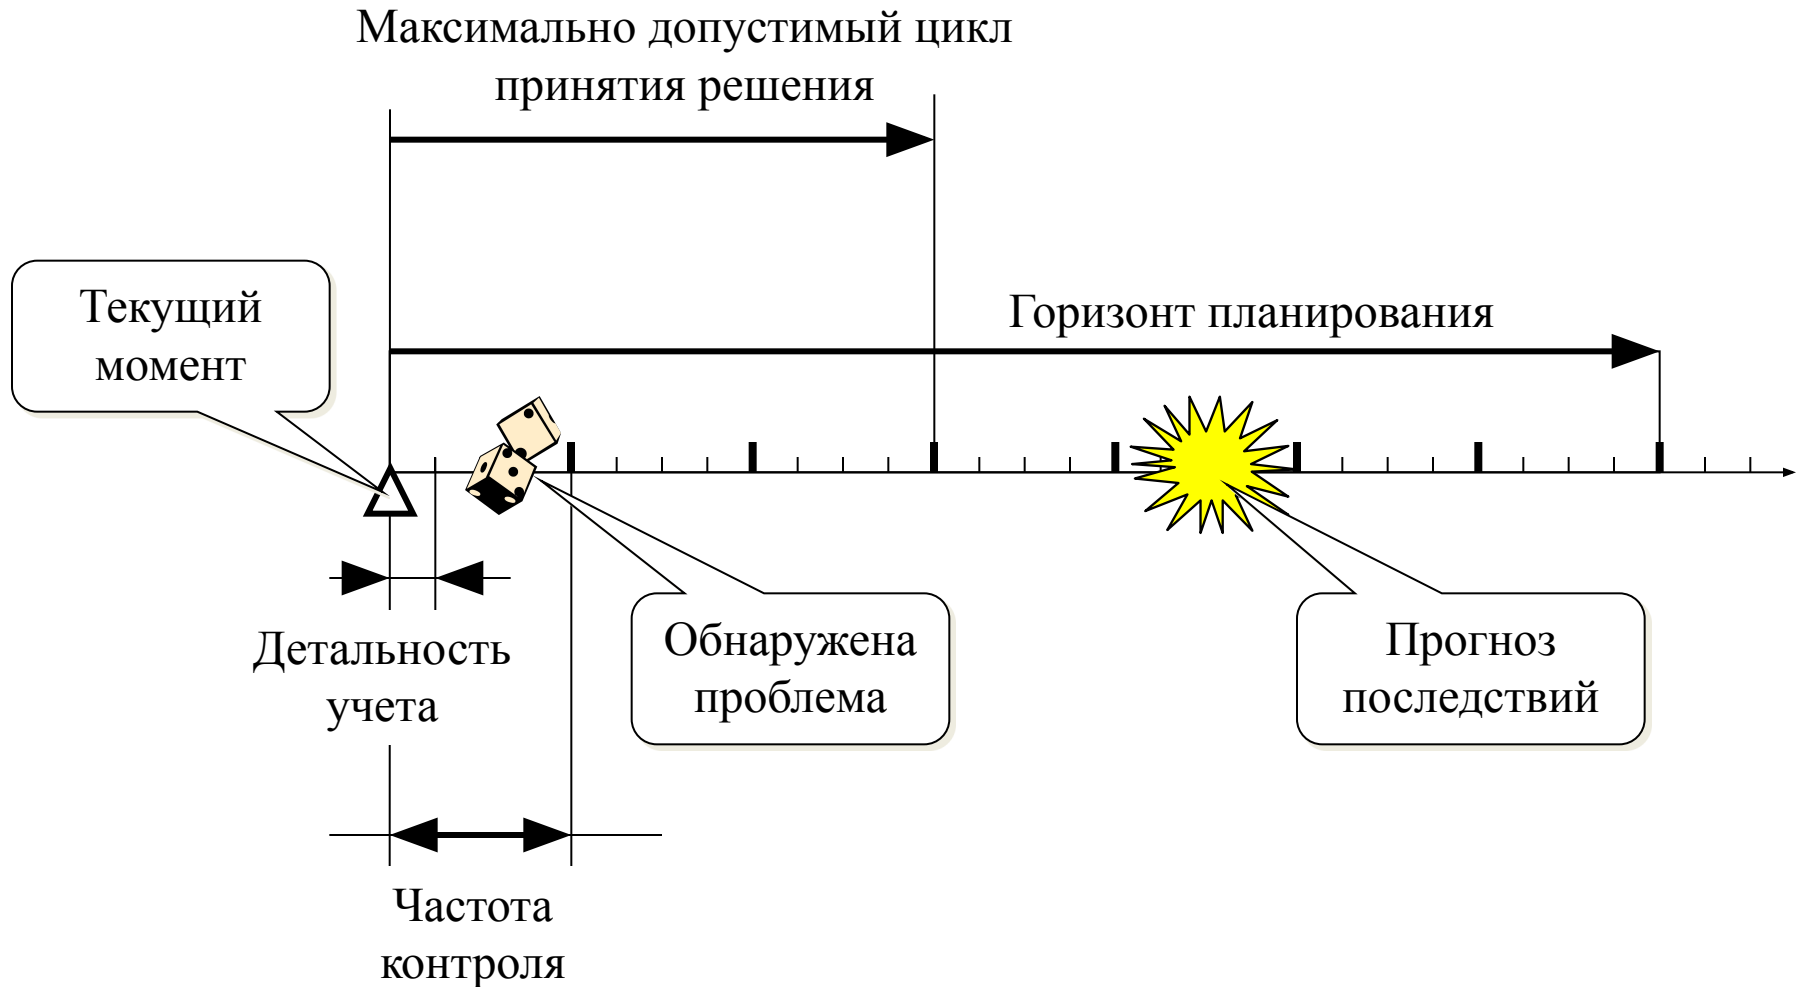 Максимально допустимый цикл
принятия решения
Текущий
момент
Горизонт планирования
Детальность
учета
Обнаружена
проблема
Прогноз
последствий
Частота
контроля